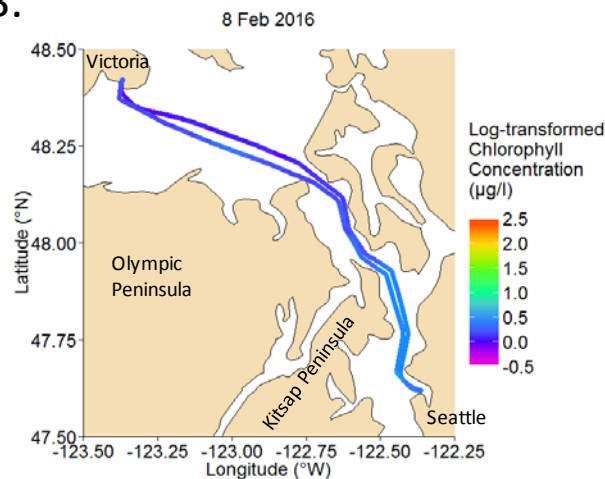 8 Feb 2016
48.50
Victoria
48.25
48.00
47.75
47.50
Latitude (°N)
Olympic
Peninsula
Kitsap Peninsula
Seattle
-123.50 -123.25 -123.00 -122.75 -122.50 -122.25
Longitude (°W)
Log-transformed
Chlorophyll
Concentration
(µg/l)
2.5
2.0
1.5
1.0
0.5
0.0
-0.5